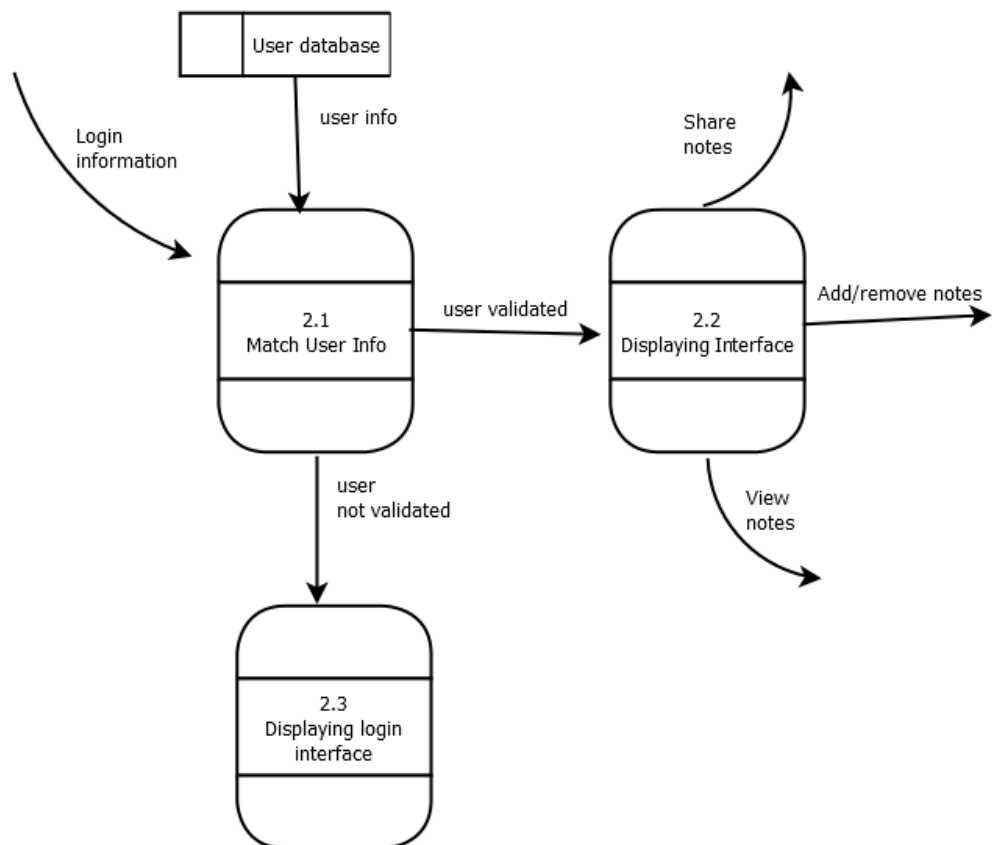 User database
user info
Login
information
Share
notes
2.1
Match User Info
user validated
2.2
Displaying Interface
Add/remove notes
user
not validated
View
notes
2.3
Displaying login
interface